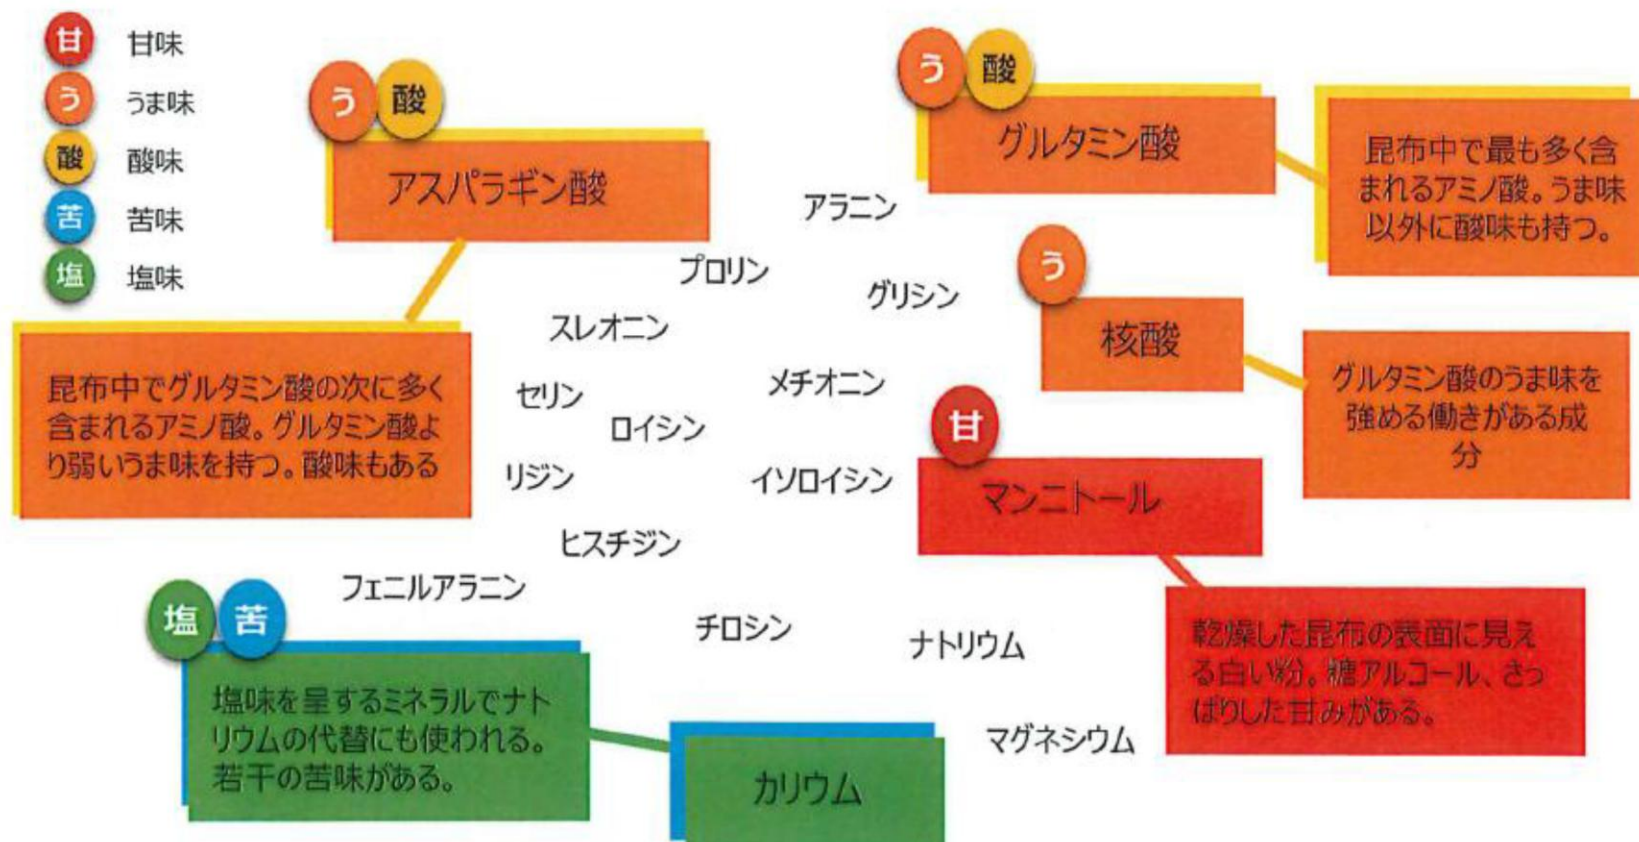 甘 甘味
う うま味
酸 酸味
苦 苦味
塩 塩味
う 酸
アスパラギン酸
昆布中でグルタミン酸の次に多く
含まれるアミノ酸。グルタミン酸よ
り弱いうま味を持つ。酸味もある
う 酸
グルタミン酸
昆布中で最も多く含
まれるアミノ酸。うま味
以外に酸味も持つ。
アラニン
プロリン
グリシン
スレオニン
セリン
メチオニン
ロイシン
リジン
イソロイシン
ヒスチジン
フェニルアラニン
チロシン
ナトリウム
マグネシウム
う
核酸
グルタミン酸のうま味を
強める働きがある成
分
甘
マンニトール
乾燥した昆布の表面に見え
る白い粉。糖アルコール、さっ
ぱりした甘みがある。
塩 苦
塩味を呈するミネラルでナト
リウムの代替にも使われる。
若干の苦味がある。
カリウム